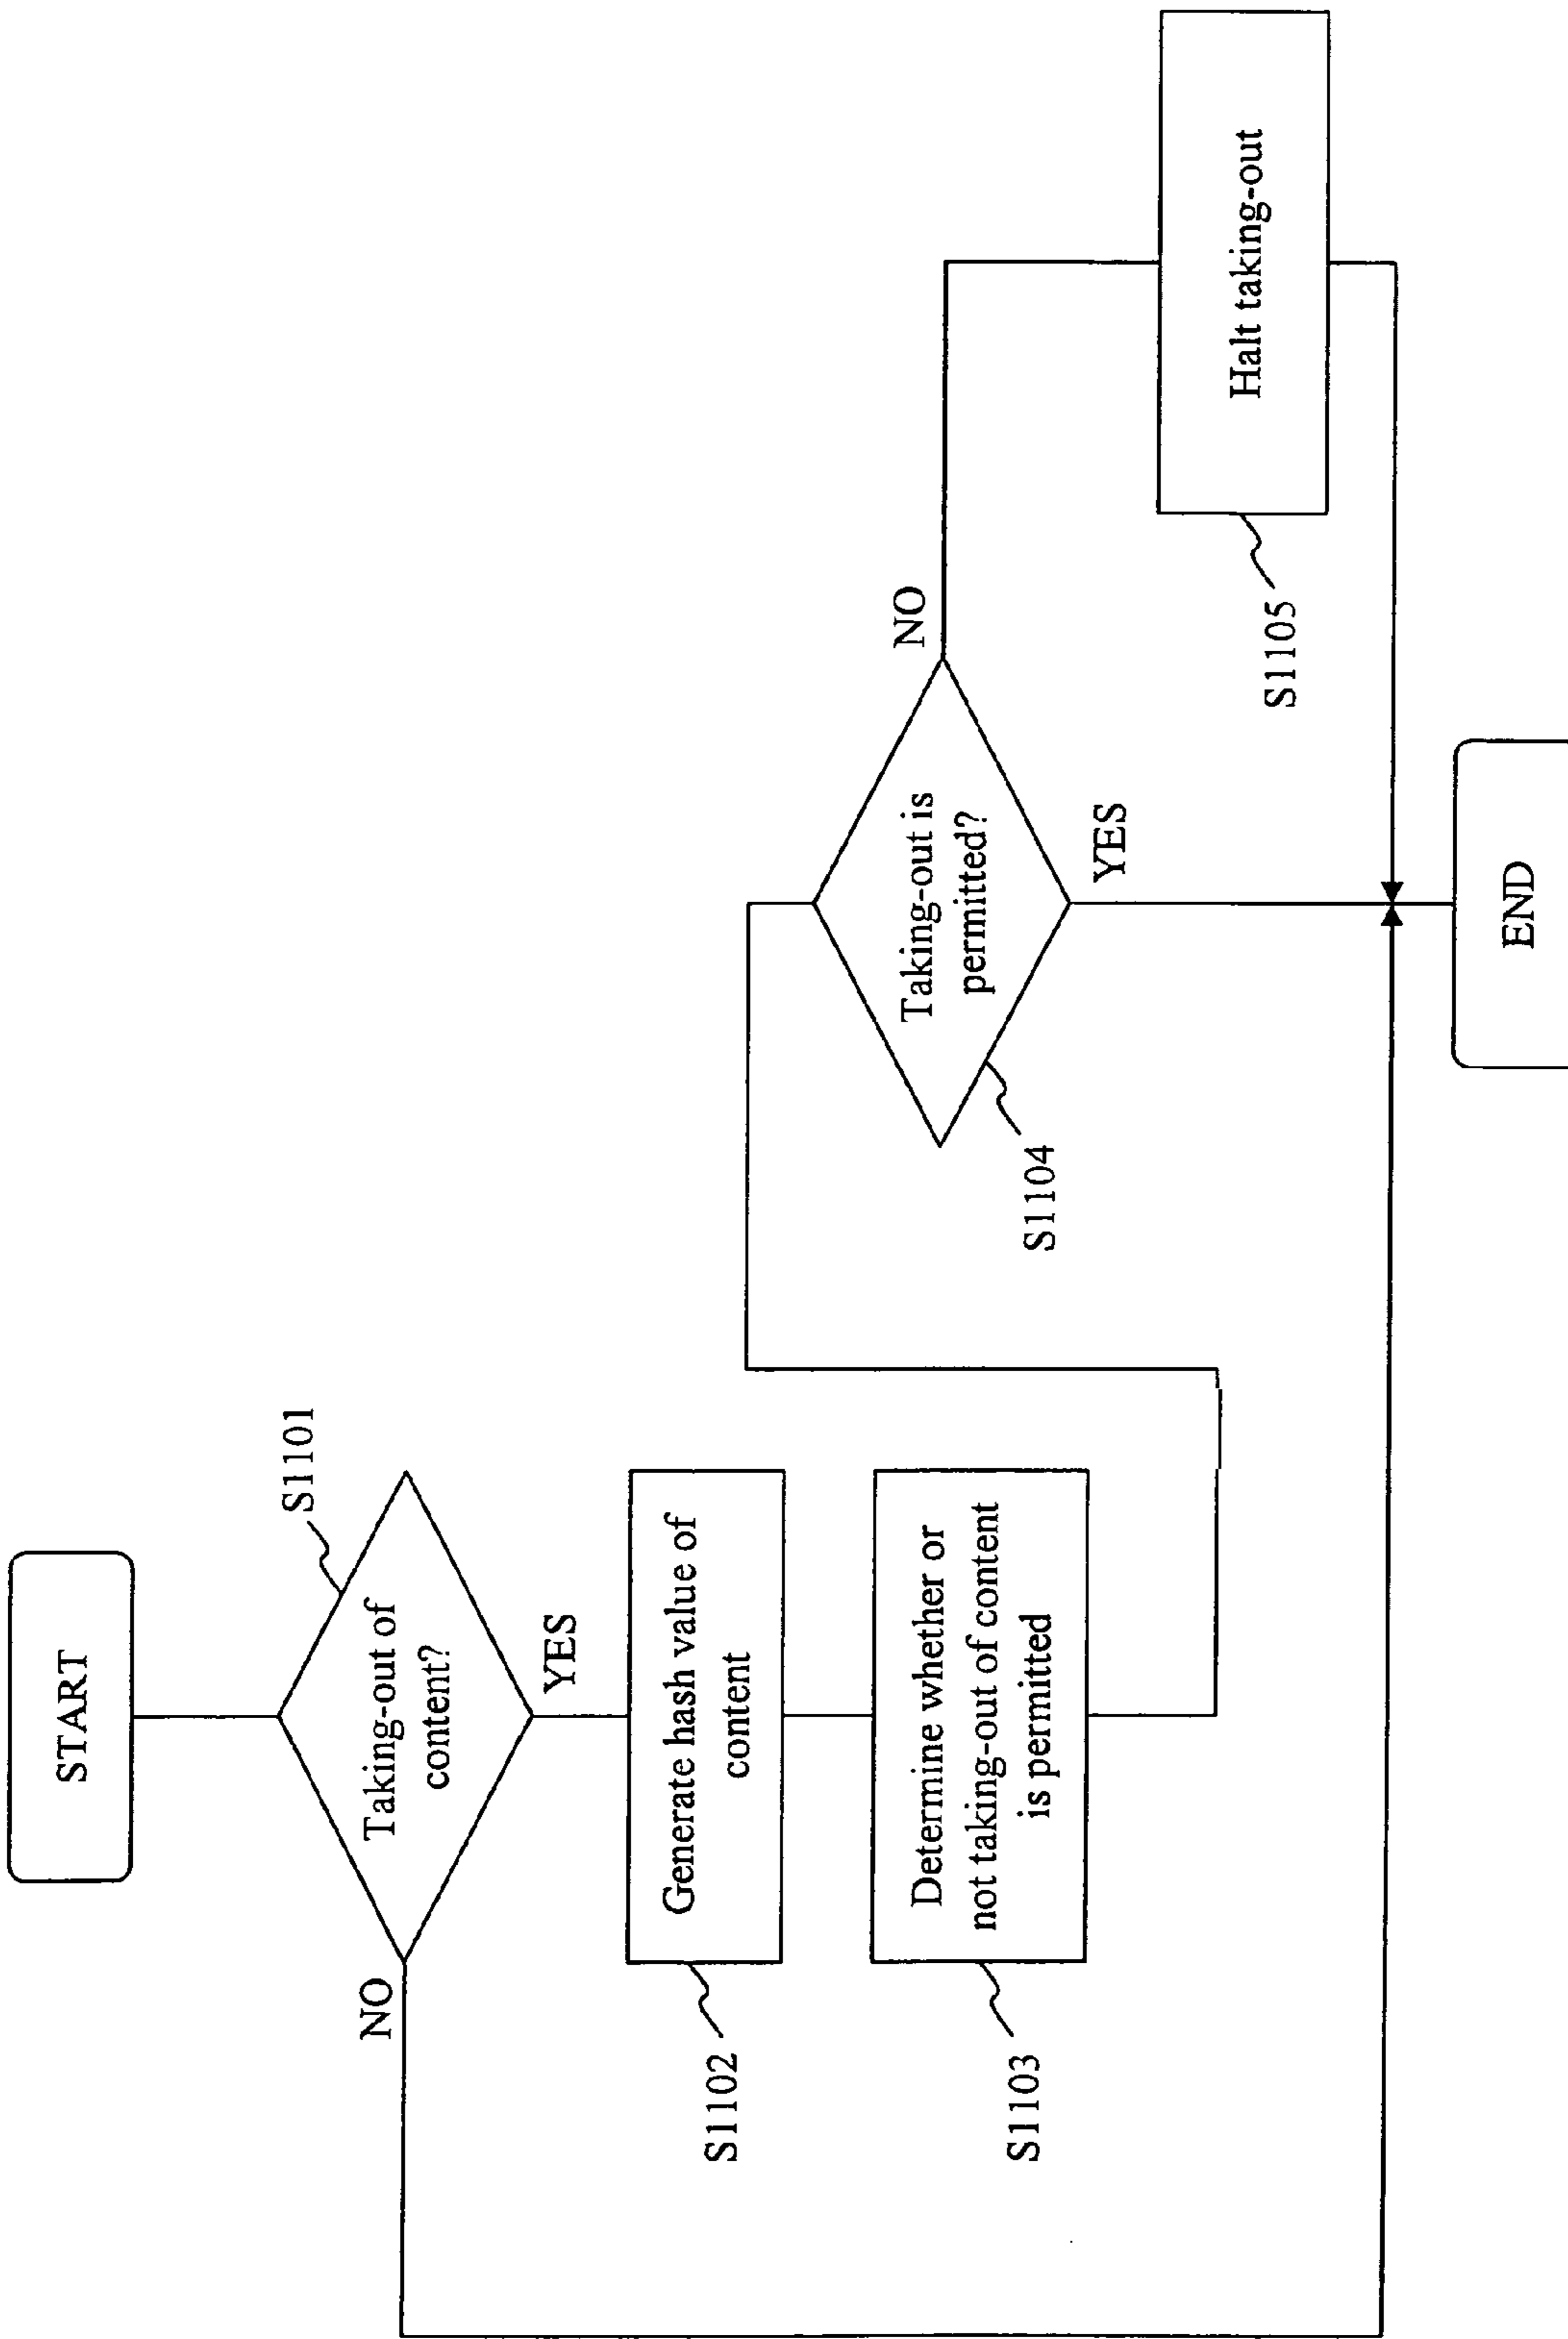 START
S1101
Taking-out of
content?
NO
YES
S1102
Generate hash value of
content
S1103
Determine whether or
not taking-out of content
is permitted
S1104
Taking-out is
permitted?
NO
YES
S1105
Halt taking-out
END